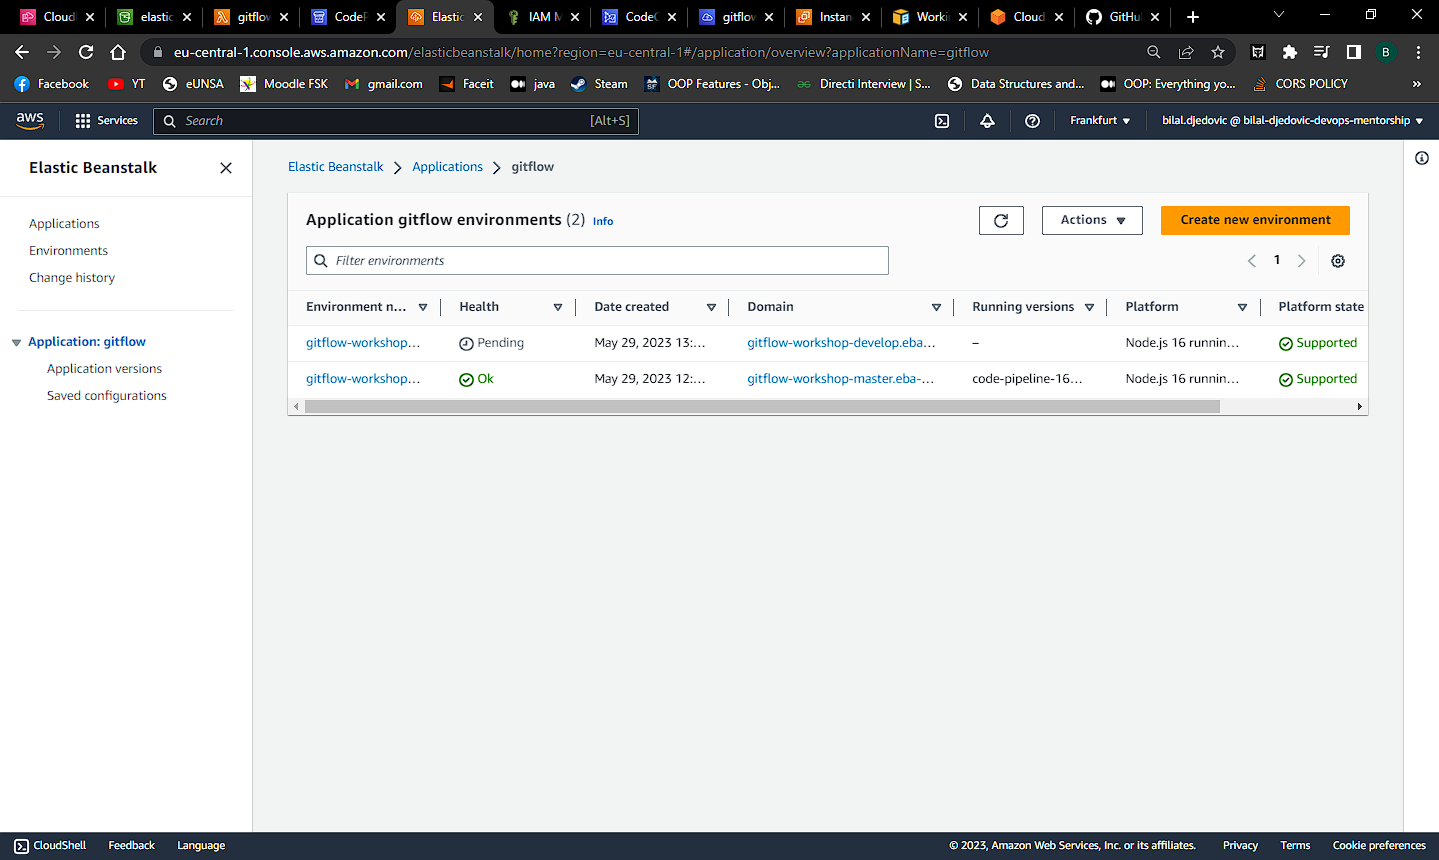 Cloud
elastic
gitflow
CodeP
Elastic
IAM M
CodeC
gitflow
Instan
Workin
Cloud
GitHub
eu-central-1.console.aws.amazon.com/elasticbeanstalk/home?region=eu-central-1#/application/overview?applicationName=gitflow
B
Facebook YT eUNSA Moodle FSK gmail.com Faceit java Steam OOP Features - Obj... Directi Interview | S... Data Structures and... OOP: Everything yo... CORS POLICY »
aws Services Search [Alt+S] Frankfurt bilal.djedovic @ bilal-djedovic-devops-mentorship
Elastic Beanstalk
Applications
Environments
Change history
Application: gitflow
Application versions
Saved configurations
Elastic Beanstalk Applications gitflow
Application gitflow environments (2) Info Actions Create new environment
Filter environments 1
Environment n... Health Date created Domain Running versions Platform Platform state
gitflow-workshop... Pending May 29, 2023 13:... gitflow-workshop-develop.eba... – Node.js 16 runnin... Supported
gitflow-workshop... Ok May 29, 2023 12:... gitflow-workshop-master.eba-... code-pipeline-16... Node.js 16 runnin... Supported
CloudShell Feedback Language © 2023, Amazon Web Services, Inc. or its affiliates. Privacy Terms Cookie preferences